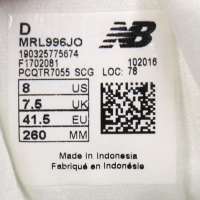 D
MRL996JO
190325775674
F1702081 102016
PCQTR7055 SCG LOC: 78
8 US
7.5 UK
41.5 EU
260 MM
Made in Indonesia
Fabriqué en Indonésie